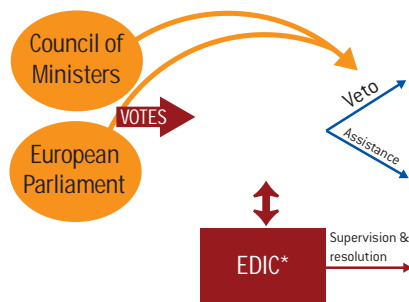 Council of
Ministers
VOTES
European
Parliament
Veto
Assistance
EDIC*
Supervision &
resolution